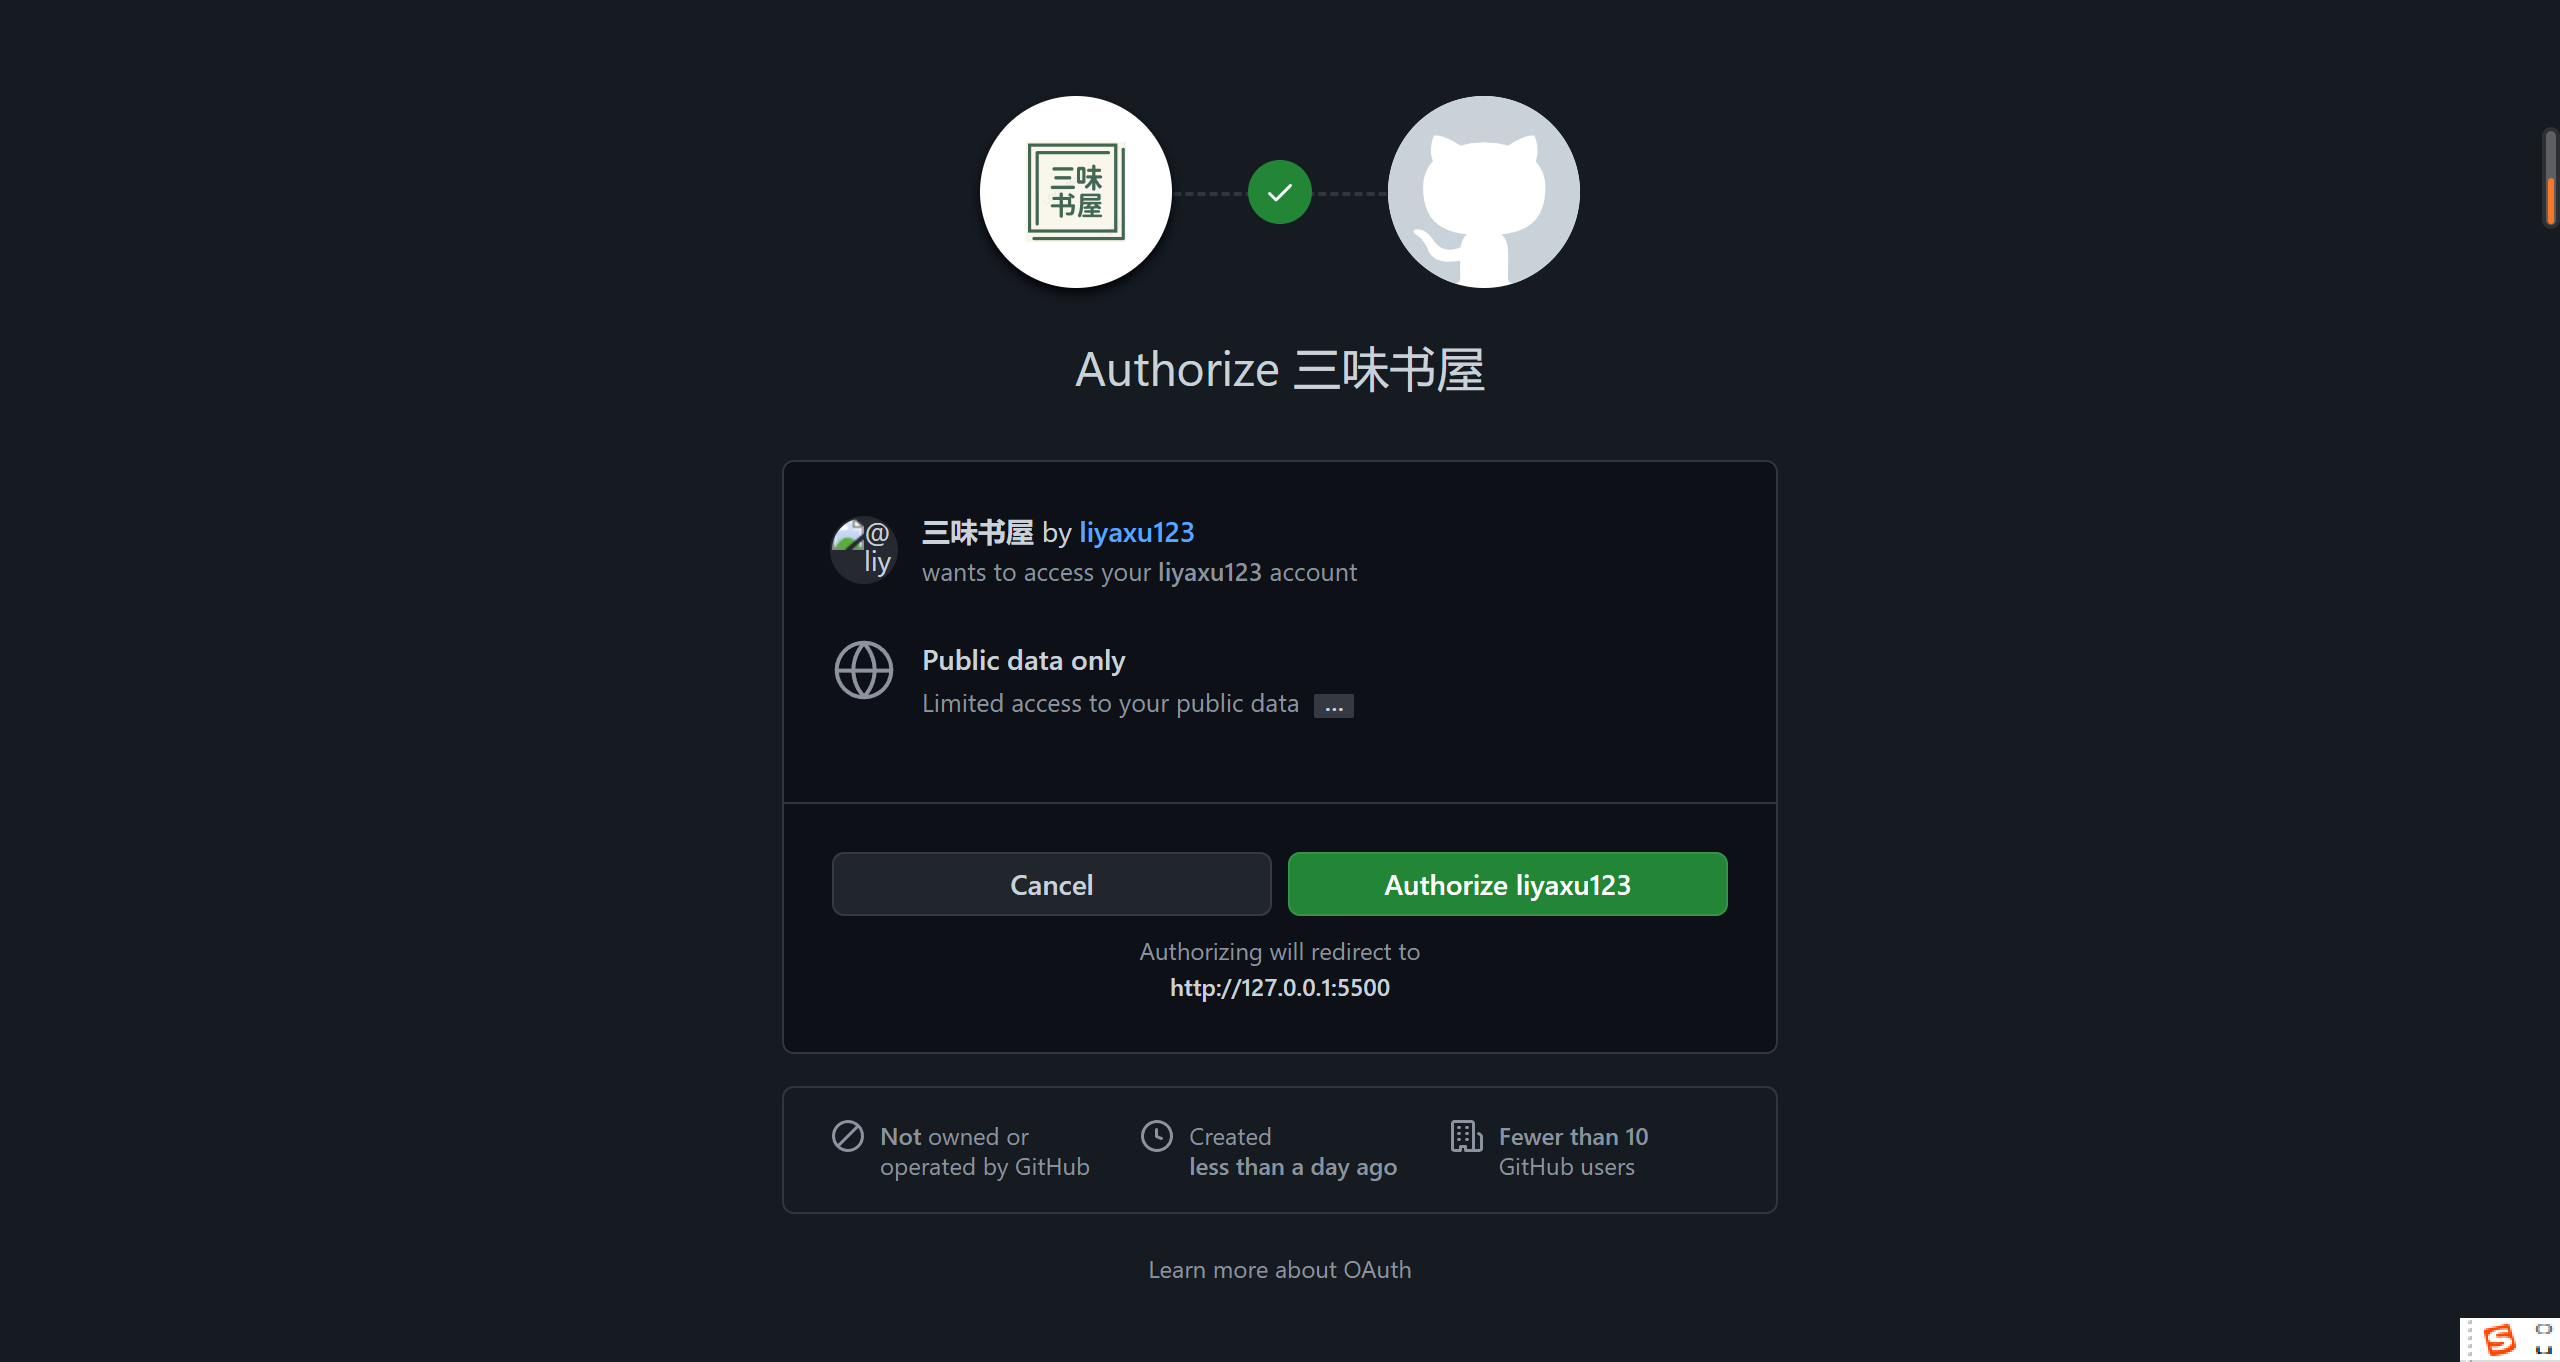 三味
书屋
Authorize 三味书屋
@
liy
三味书屋 by liyaxu123
wants to access your liyaxu123 account
Public data only
Limited access to your public data ...
Cancel
Authorize liyaxu123
Authorizing will redirect to
http://127.0.0.1:5500
Not owned or
operated by GitHub
Created
less than a day ago
Fewer than 10
GitHub users
Learn more about OAuth
S